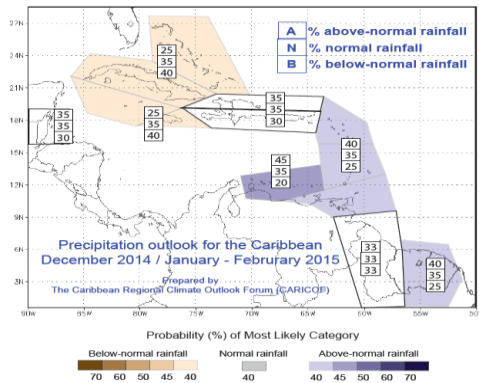 27N
24N
21N
18N
15N
12N
9N
6N
3N
A % above-normal rainfall
N % normal rainfall
B % below-normal rainfall
25
35
40
35
35
30
25
35
40
35
35
30
40
35
25
45
35
20
33
33
33
40
35
25
Precipitation outlook for the Caribbean
December 2014 / January - Februrary 2015
Prepared by
The Caribbean Regional Climate Outlook Forum (CARICOF)
90W 85W 80W 75W 70W 65W 60W 55W
Probability (%) of Most Likely Category
Below-normal rainfall Normal rainfall Above-normal rainfall
70 60 50 45 40 40 40 45 50 60 70